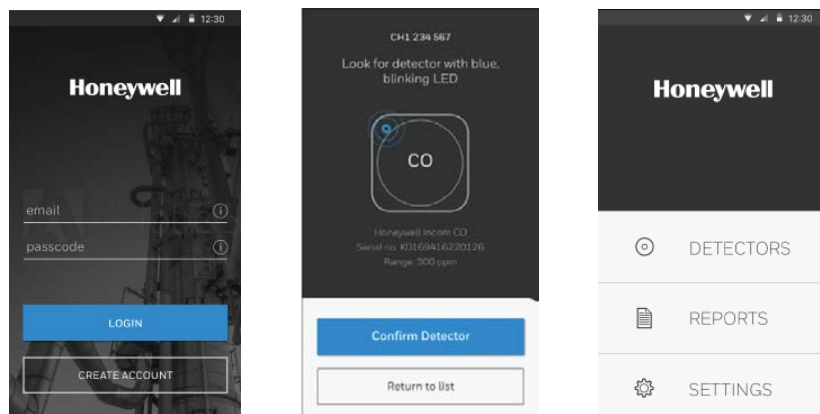 12:30
Honeywell
email
passcode
LOGIN
CREATE ACCOUNT
CH1 234 567
Look for detector with blue,
blinking LED
CO
Honeywell Incom CO
Serial no. KD169416220126
Range: 300 ppm
Confirm Detector
Return to list
12:30
Honeywell
DETECTORS
REPORTS
SETTINGS